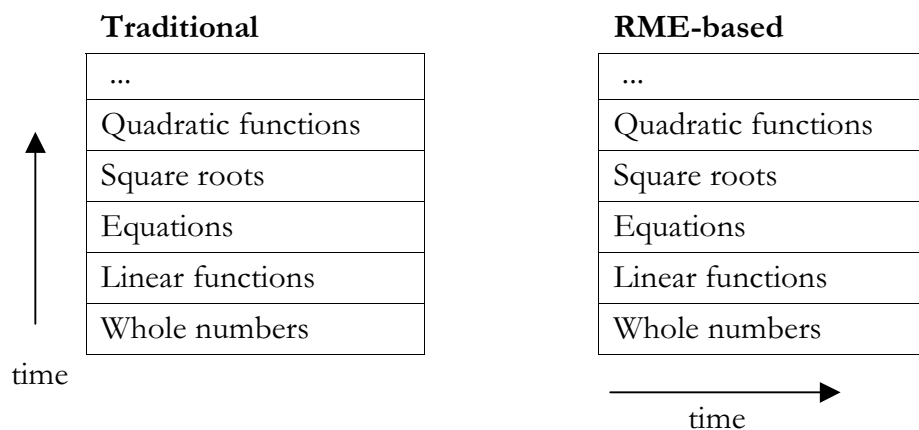 Traditional
...
Quadratic functions
Square roots
Equations
Linear functions
Whole numbers
time
RME-based
...
Quadratic functions
Square roots
Equations
Linear functions
Whole numbers
time